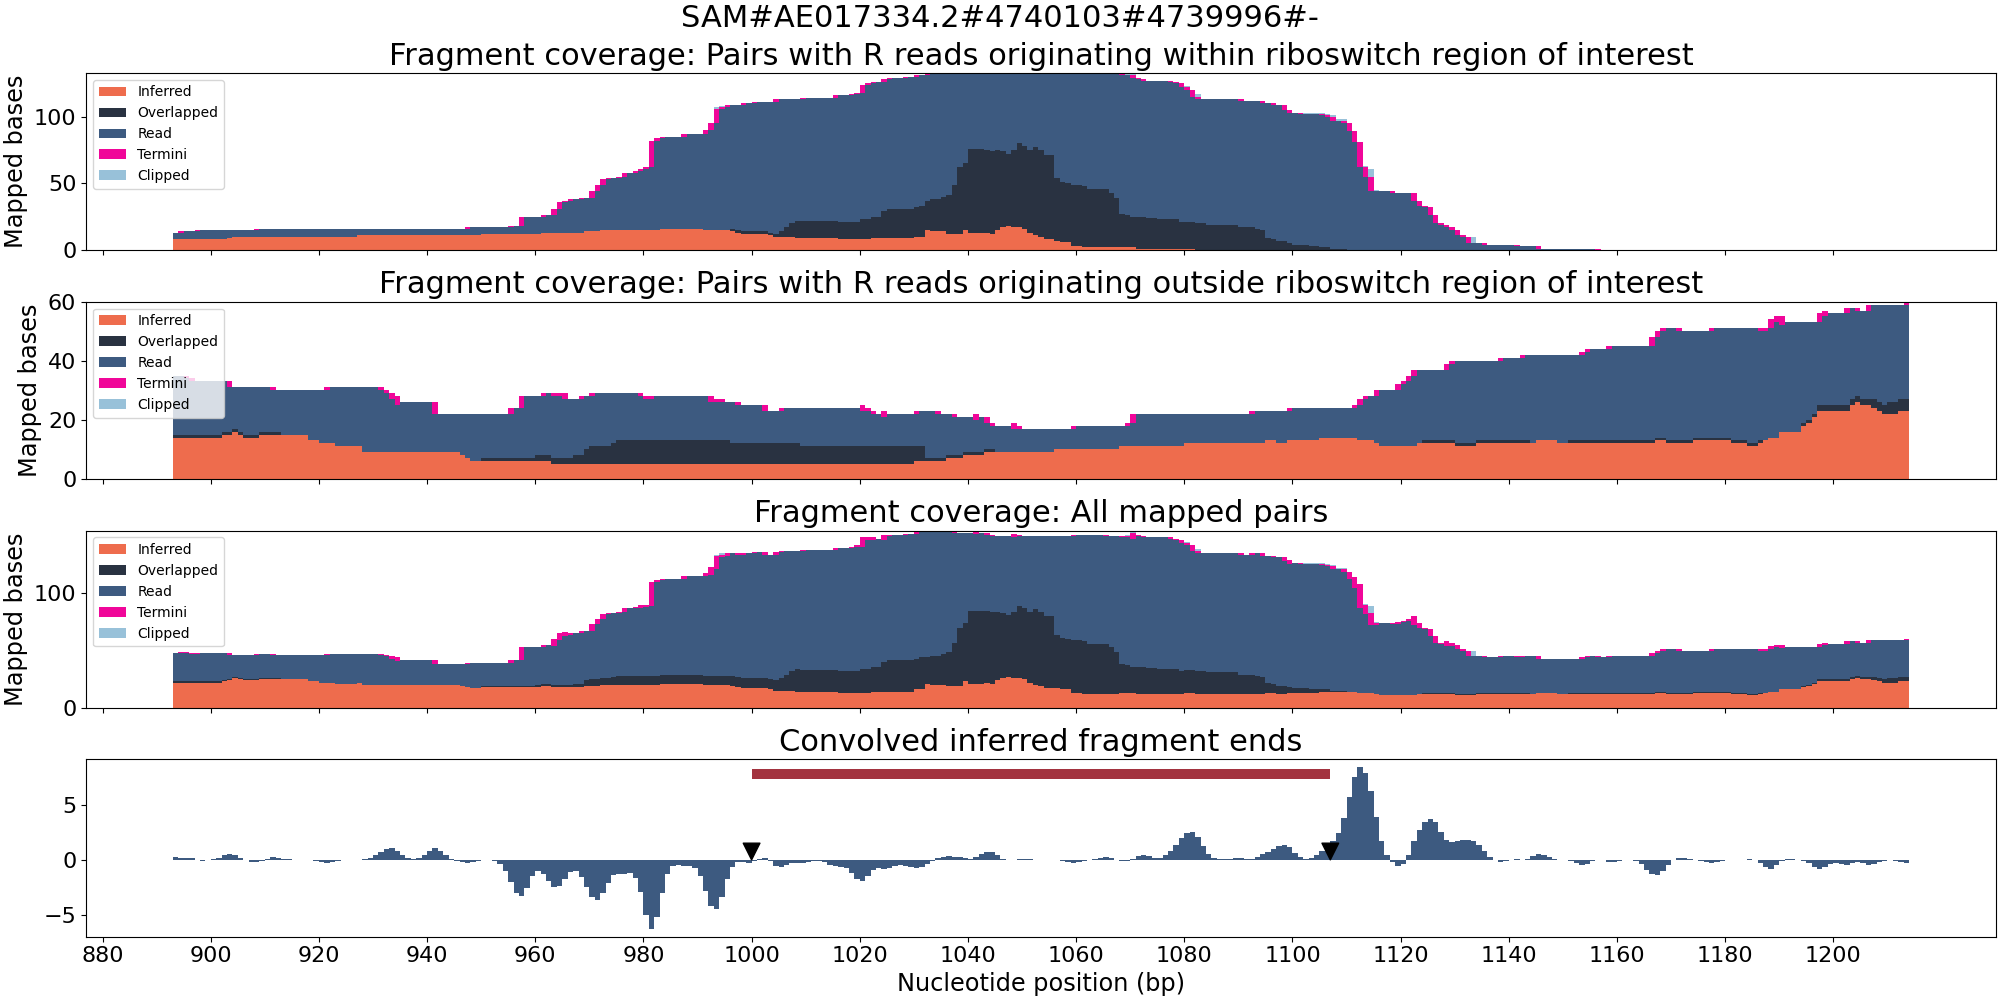 SAM#AE017334.2#4740103#4739996#-
Fragment coverage: Pairs with R reads originating within riboswitch region of interest
Mapped bases
100
50
0
Inferred
Overlapped
Read
Termini
Clipped
Fragment coverage: Pairs with R reads originating outside riboswitch region of interest
Mapped bases
60
40
20
0
Inferred
Overlapped
Read
Termini
Clipped
Fragment coverage: All mapped pairs
Mapped bases
100
0
Inferred
Overlapped
Read
Termini
Clipped
Convolved inferred fragment ends
5
0
−5
880 900 920 940 960 980 1000 1020 1040 1060 1080 1100 1120 1140 1160 1180 1200
Nucleotide position (bp)